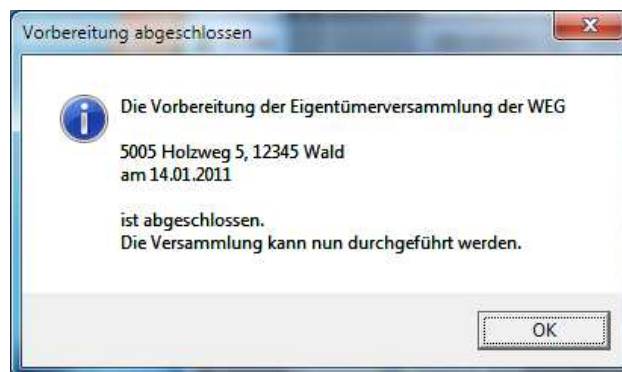 Vorbereitung abgeschlossen
Die Vorbereitung der Eigentümerversammlung der WEG
5005 Holzweg 5, 12345 Wald
am 14.01.2011
ist abgeschlossen.
Die Versammlung kann nun durchgeführt werden.
OK